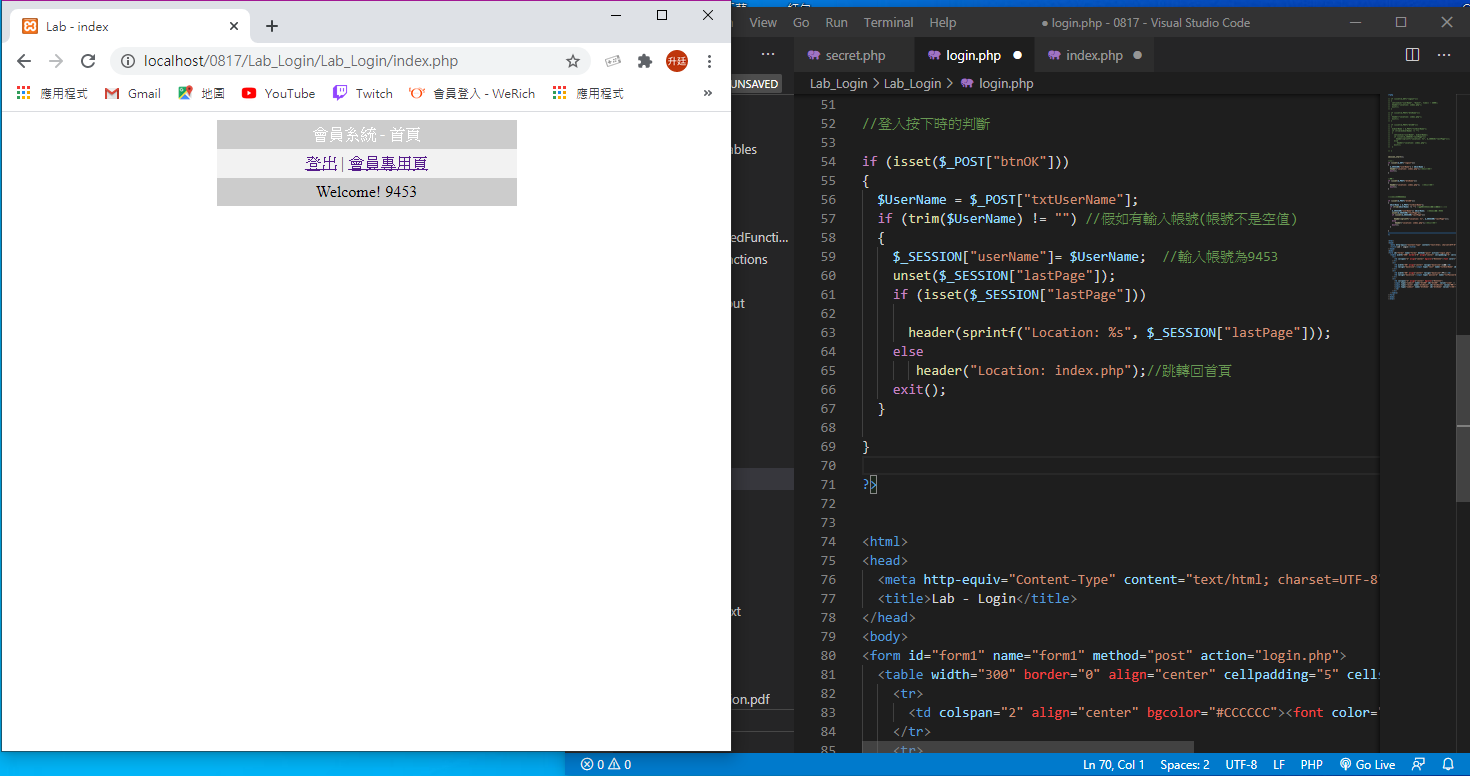 Lab - index
localhost/0817/Lab_Login/Lab_Login/index.php
升廷
應用程式 Gmail 地圖 YouTube Twitch 會員登入 - WeRich 應用程式 »
會員系統 - 首頁
登出 | 會員專用頁
Welcome! 9453
View Go Run Terminal Help ● login.php - 0817 - Visual Studio Code
secret.php login.php index.php
UNSAVED
Lab_Login > Lab_Login > login.php
ables
edFuncti...
nctions
out
xt
on.pdf
51
52 //登入按下時的判斷
53
54 if (isset($_POST["btnOK"]))
55 {
56 $UserName = $_POST["txtUserName"];
57 if (trim($UserName) != "") //假如有輸入帳號(帳號不是空值)
58 {
59 $_SESSION["userName"]= $UserName; //輸入帳號為9453
60 unset($_SESSION["lastPage"]);
61 if (isset($_SESSION["lastPage"]))
62
63 header(sprintf("Location: %s", $_SESSION["lastPage"]));
64 else
65 header("Location: index.php");//跳轉回首頁
66 exit();
67 }
68
69 }
70
71 ?>
72
73
74 <html>
75 <head>
76 <meta http-equiv="Content-Type" content="text/html; charset=UTF-8
77 <title>Lab - Login</title>
78 </head>
79 <body>
80 <form id="form1" name="form1" method="post" action="login.php">
81 <table width="300" border="0" align="center" cellpadding="5" cells
82 <tr>
83 <td colspan="2" align="center" bgcolor="#CCCCCC"><font color="
84 </tr>
85 <tr>
0 0 Ln 70, Col 1 Spaces: 2 UTF-8 LF PHP Go Live